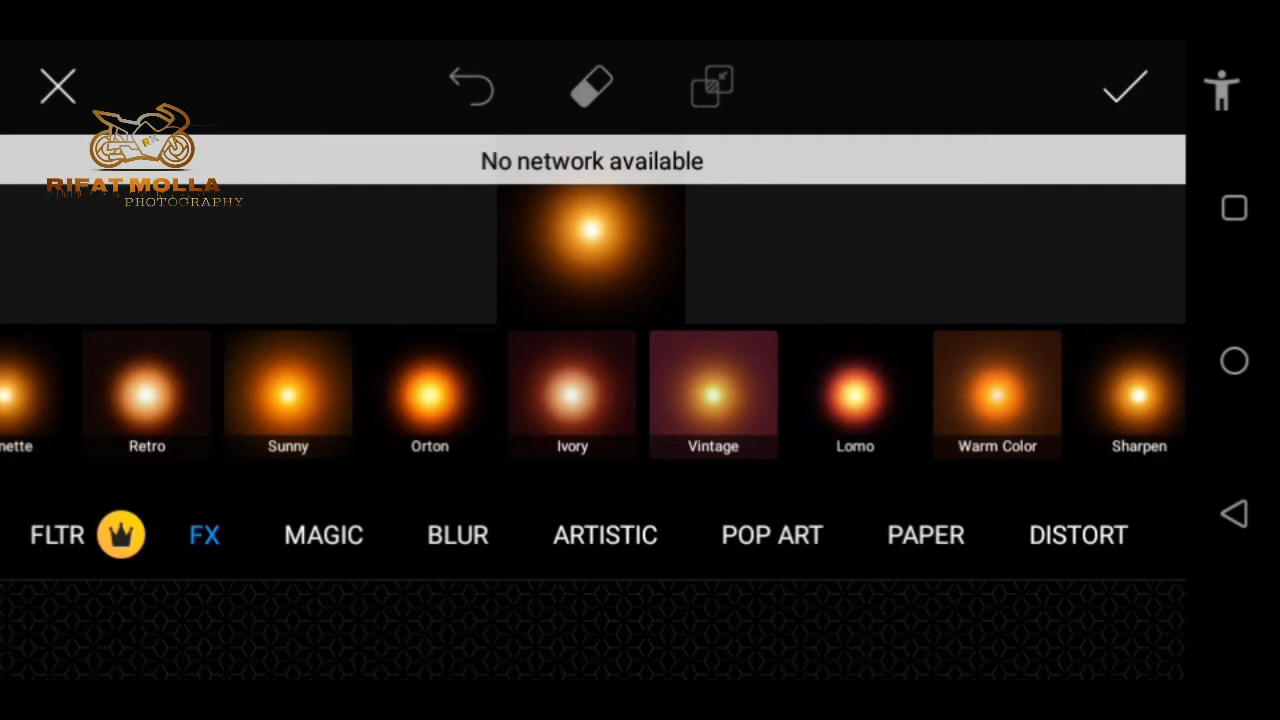 RIFAT MOLLA
PHOTOGRAPHY
No network available
nette
Retro
Sunny
Orton
Ivory
Vintage
Lomo
Warm Color
Sharpen
FLTR
FX
MAGIC
BLUR
ARTISTIC
POP ART
PAPER
DISTORT